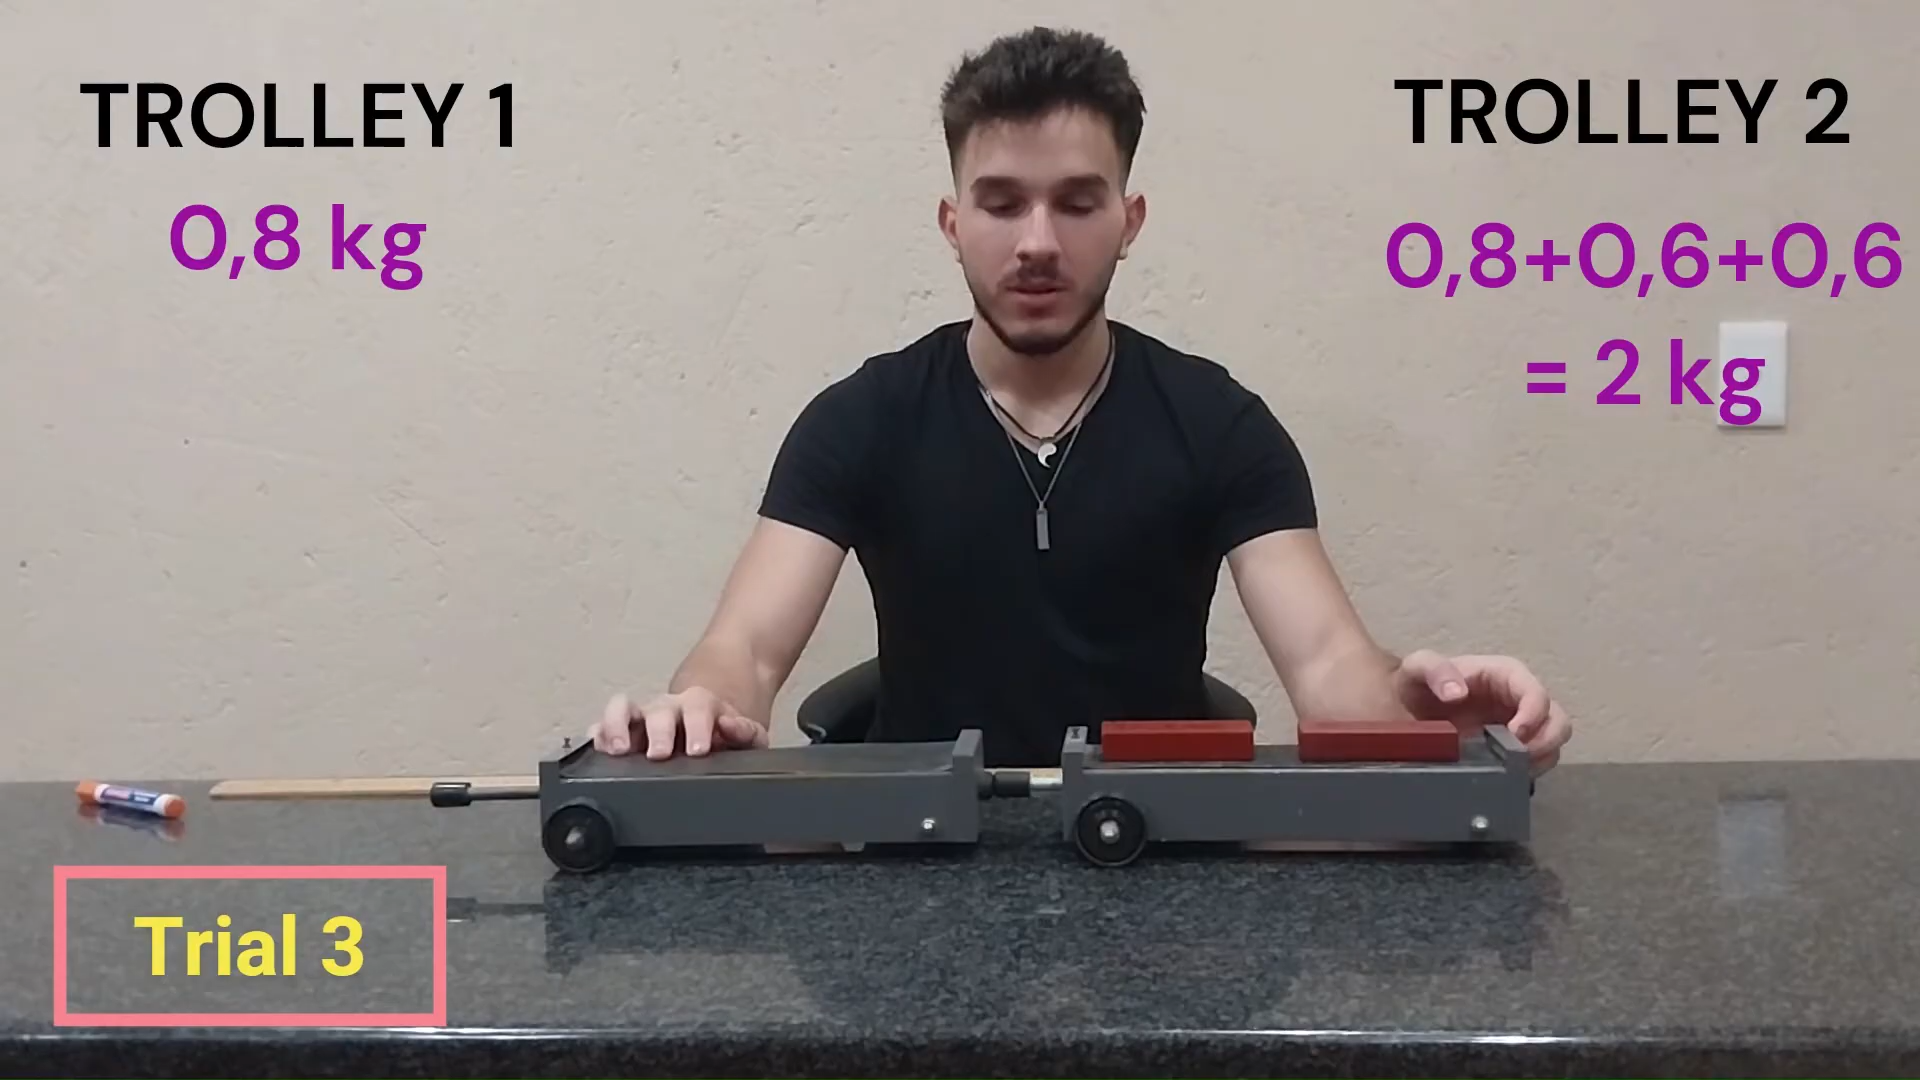 TROLLEY 1
0,8 kg
TROLLEY 2
0,8+0,6+0,6
= 2 kg
Trial 3